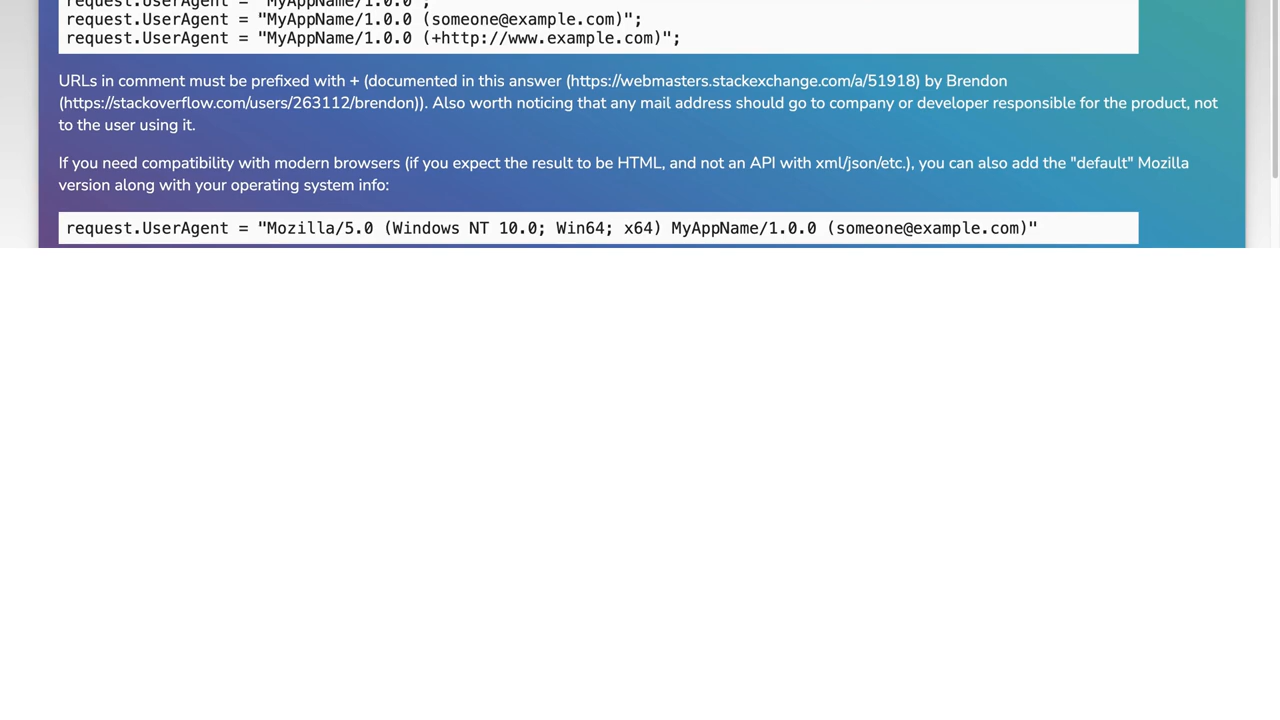 request.UserAgent = "MyAppName/1.0.0";
request.UserAgent = "MyAppName/1.0.0 (someone@example.com)";
request.UserAgent = "MyAppName/1.0.0 (+http://www.example.com)";
URLs in comment must be prefixed with + (documented in this answer (https://webmasters.stackexchange.com/a/51918) by Brendon
(https://stackoverflow.com/users/263112/brendon)). Also worth noticing that any mail address should go to company or developer responsible for the product, not
to the user using it.
If you need compatibility with modern browsers (if you expect the result to be HTML, and not an API with xml/json/etc.), you can also add the "default" Mozilla
version along with your operating system info:
request.UserAgent = "Mozilla/5.0 (Windows NT 10.0; Win64; x64) MyAppName/1.0.0 (someone@example.com)"